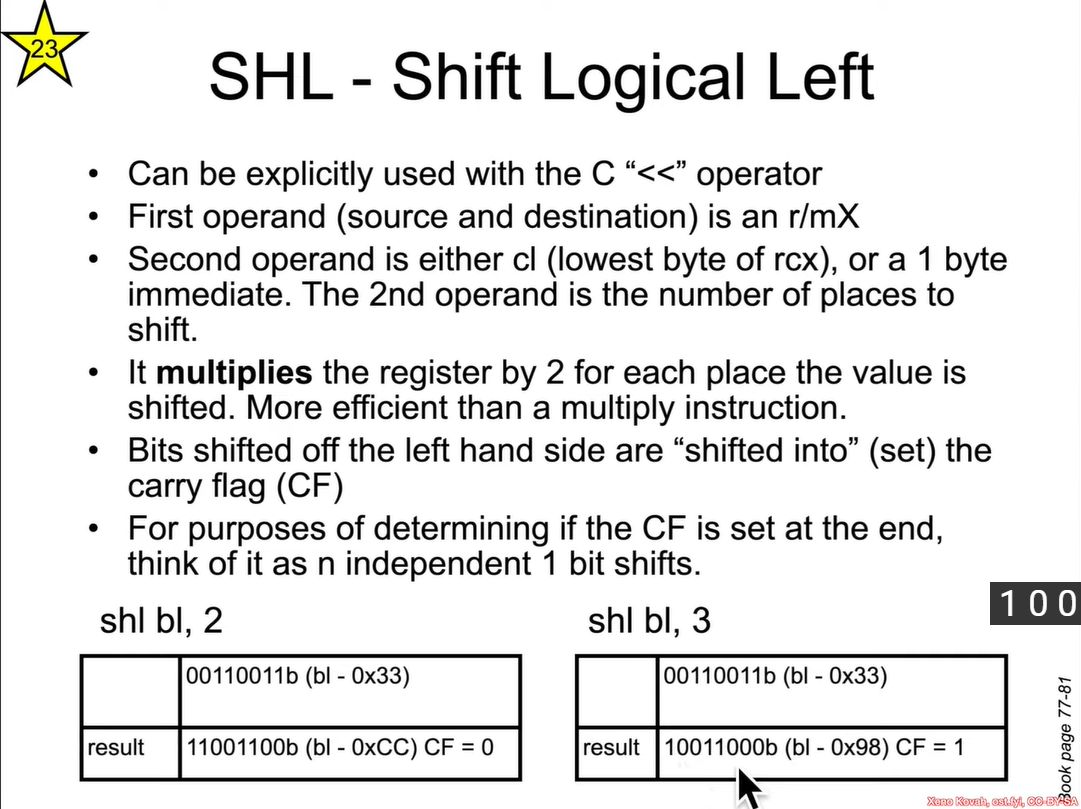 23
SHL - Shift Logical Left
• Can be explicitly used with the C “<<” operator
• First operand (source and destination) is an r/mX
• Second operand is either cl (lowest byte of rcx), or a 1 byte
immediate. The 2nd operand is the number of places to
shift.
• It multiplies the register by 2 for each place the value is
shifted. More efficient than a multiply instruction.
• Bits shifted off the left hand side are “shifted into” (set) the
carry flag (CF)
• For purposes of determining if the CF is set at the end,
think of it as n independent 1 bit shifts.
100
shl bl, 2
00110011b (bl - 0x33)
result 11001100b (bl - 0xCC) CF = 0
shl bl, 3
00110011b (bl - 0x33)
result 10011000b (bl - 0x98) CF = 1
Book page 77-81
Xeno Kovah, ost.fyi, CC-BY-SA